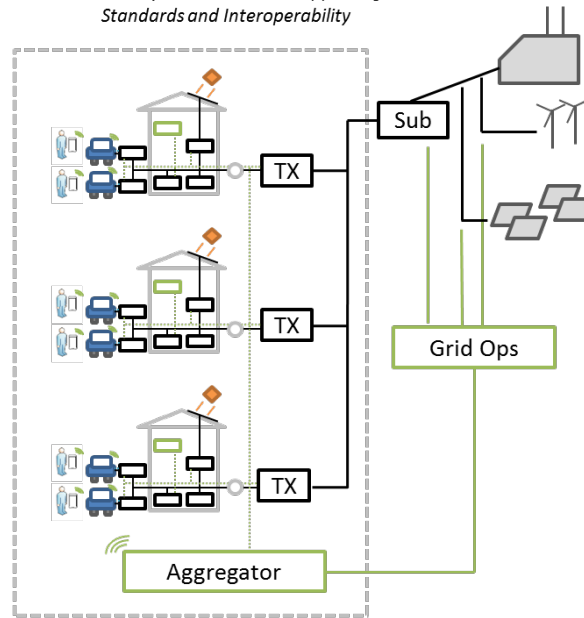 Standards and Interoperability
Sub
TX
TX
Grid Ops
TX
Aggregator